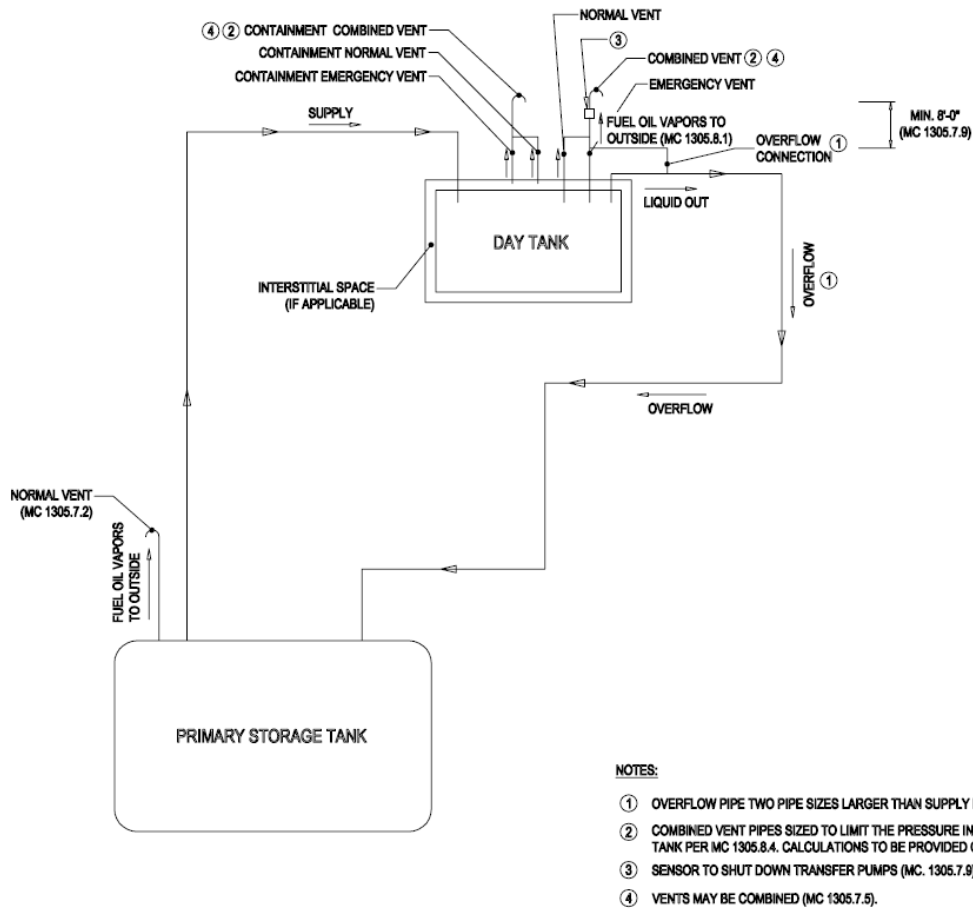 NORMAL VENT
④ ② CONTAINMENT COMBINED VENT
③
CONTAINMENT NORMAL VENT
COMBINED VENT ② ④
CONTAINMENT EMERGENCY VENT
EMERGENCY VENT
SUPPLY
FUEL OIL VAPORS TO
OUTSIDE (MC 1305.8.1)
MIN. 8'-0"
(MC 1305.7.9)
OVERFLOW
CONNECTION ①
LIQUID OUT
DAY TANK
INTERSTITIAL SPACE
(IF APPLICABLE)
OVERFLOW ①
OVERFLOW
NORMAL VENT
(MC 1305.7.2)
FUEL OIL VAPORS
TO OUTSIDE
PRIMARY STORAGE TANK
NOTES:
① OVERFLOW PIPE TWO PIPE SIZES LARGER THAN SUPPLY
② COMBINED VENT PIPES SIZED TO LIMIT THE PRESSURE IN
TANK PER MC 1305.8.4. CALCULATIONS TO BE PROVIDED
③ SENSOR TO SHUT DOWN TRANSFER PUMPS (MC. 1305.7.9)
④ VENTS MAY BE COMBINED (MC 1305.7.5).